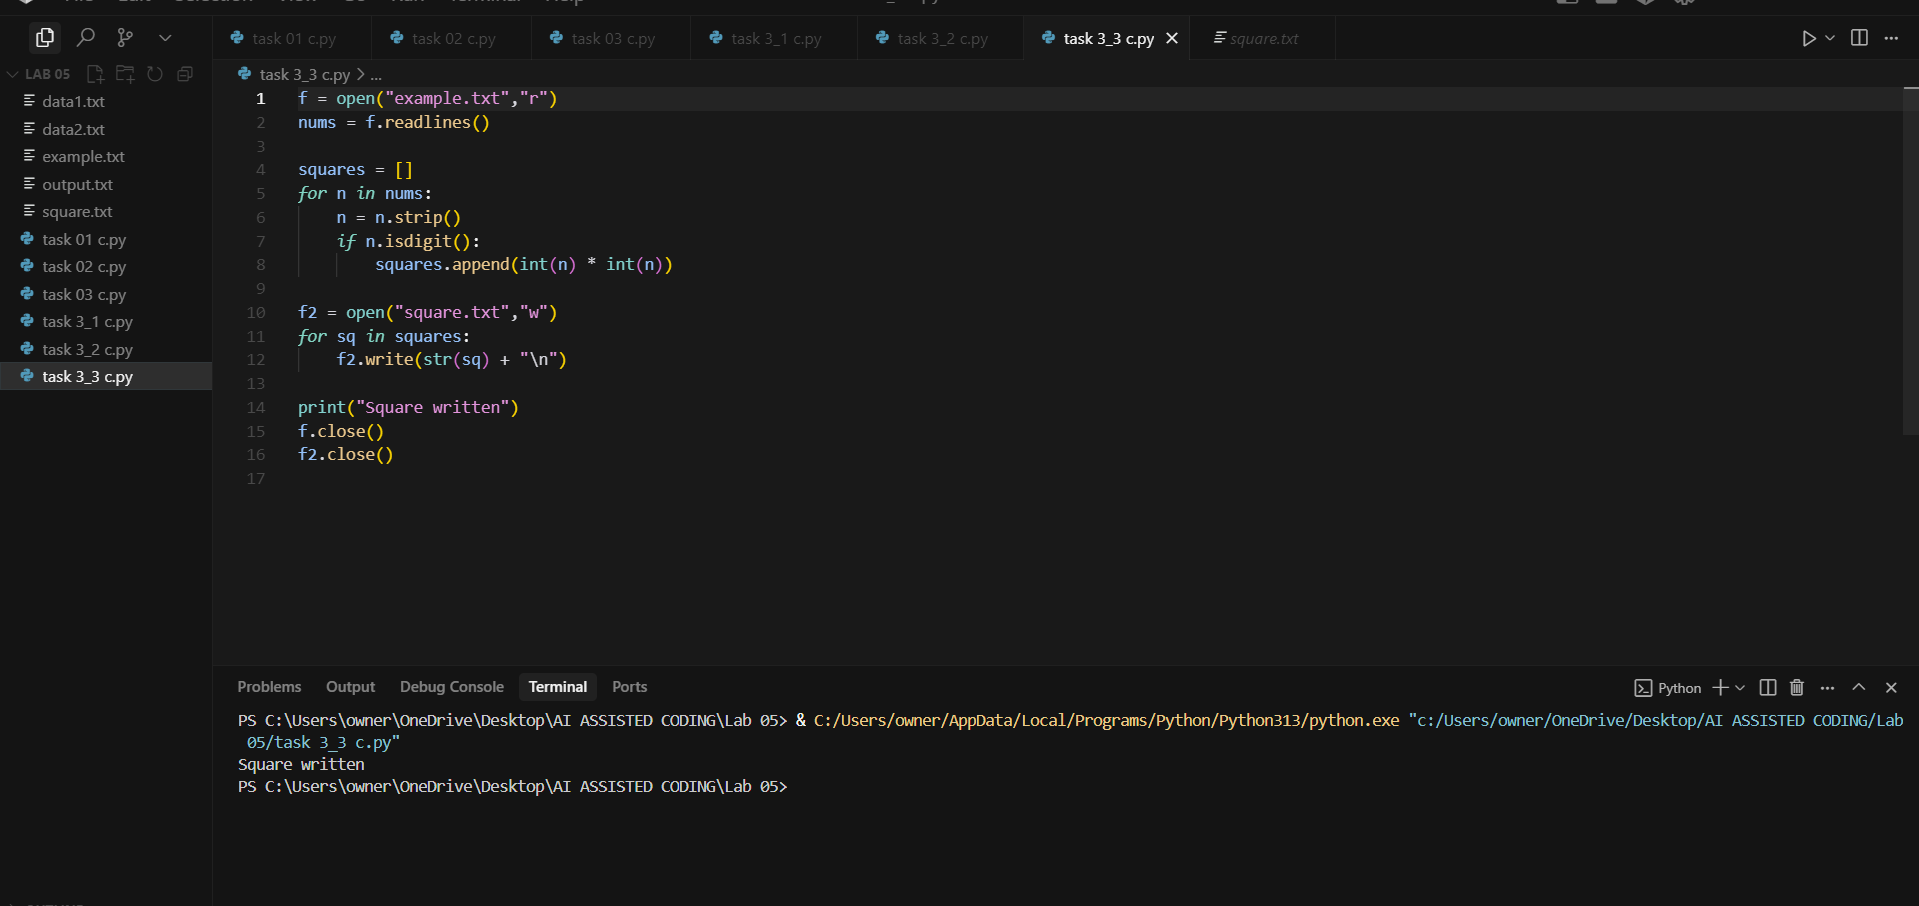 task 01 c.py
task 02 c.py
task 03 c.py
task 3_1 c.py
task 3_2 c.py
task 3_3 c.py
square.txt
LAB 05
data1.txt
data2.txt
example.txt
output.txt
square.txt
task 01 c.py
task 02 c.py
task 03 c.py
task 3_1 c.py
task 3_2 c.py
task 3_3 c.py
task 3_3 c.py > ...
1 f = open("example.txt","r")
2 nums = f.readlines()
3
4 squares = []
5 for n in nums:
6     n = n.strip()
7     if n.isdigit():
8         squares.append(int(n) * int(n))
9
10 f2 = open("square.txt","w")
11 for sq in squares:
12     f2.write(str(sq) + "\n")
13
14 print("Square written")
15 f.close()
16 f2.close()
17
Problems Output Debug Console Terminal Ports
Python
PS C:\Users\owner\OneDrive\Desktop\AI ASSISTED CODING\Lab 05> & C:/Users/owner/AppData/Local/Programs/Python/Python313/python.exe "c:/Users/owner/OneDrive/Desktop/AI ASSISTED CODING/Lab
 05/task 3_3 c.py"
Square written
PS C:\Users\owner\OneDrive\Desktop\AI ASSISTED CODING\Lab 05>